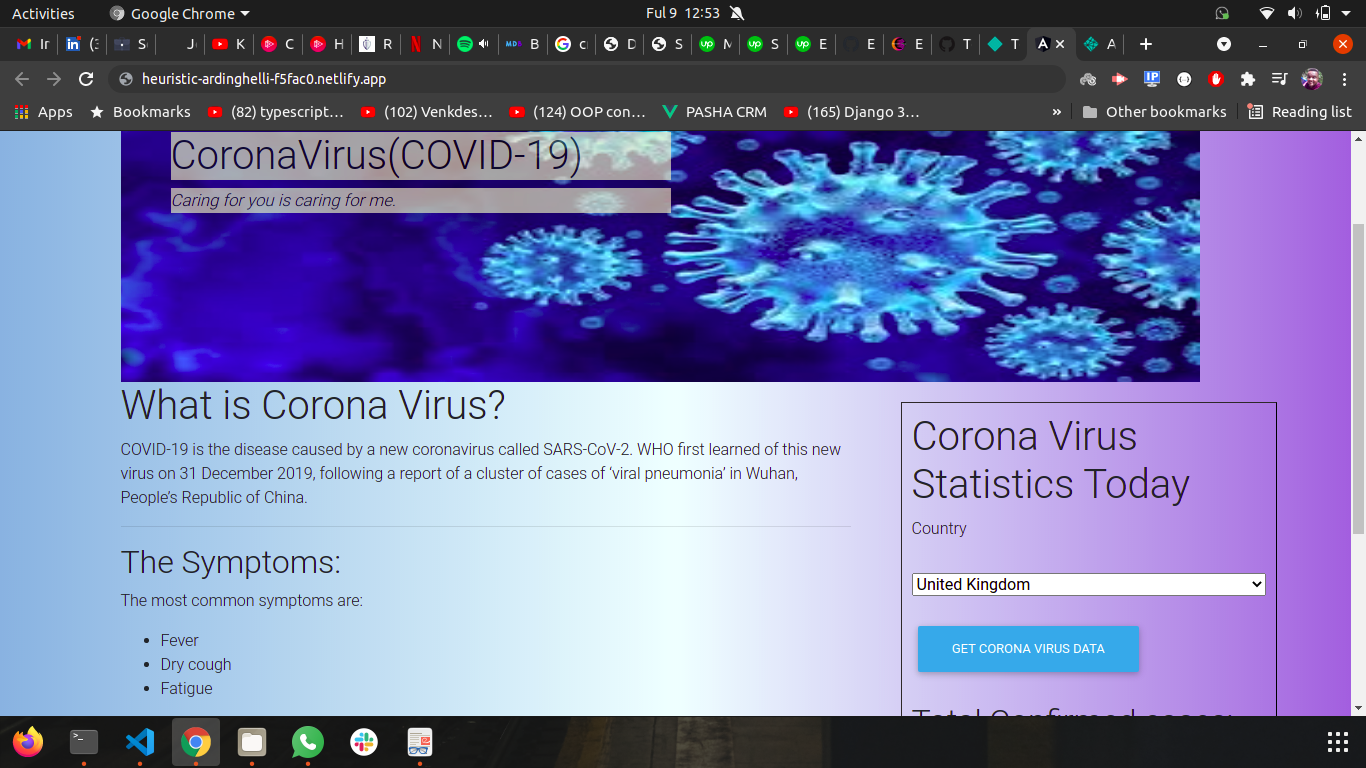 Activities Google Chrome Ful 9 12:53
Ir (3 S J K C H R N B c D S M S E E E T T A
heuristic-ardinghelli-f5fac0.netlify.app
Apps Bookmarks (82) typescript... (102) Venkdes... (124) OOP con... PASHA CRM (165) Django 3... » Other bookmarks Reading list
CoronaVirus(COVID-19)
Caring for you is caring for me.
What is Corona Virus?
COVID-19 is the disease caused by a new coronavirus called SARS-CoV-2. WHO first learned of this new
virus on 31 December 2019, following a report of a cluster of cases of ‘viral pneumonia’ in Wuhan,
People’s Republic of China.
The Symptoms:
The most common symptoms are:
Fever
Dry cough
Fatigue
Corona Virus
Statistics Today
Country
United Kingdom
GET CORONA VIRUS DATA
Total Confirmed cases: